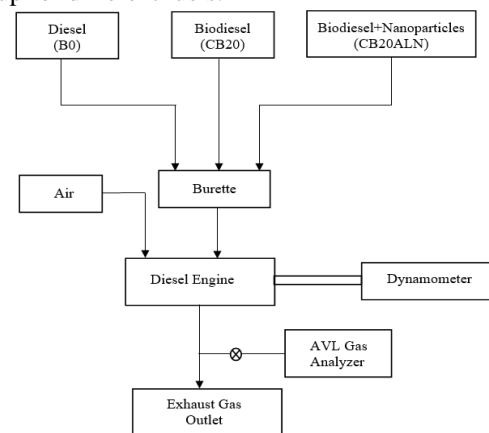 Diesel
(B0)
Biodiesel
(CB20)
Biodiesel+Nanoparticles
(CB20ALN)
Air
Burette
Diesel Engine
Dynamometer
AVL Gas
Analyzer
Exhaust Gas
Outlet